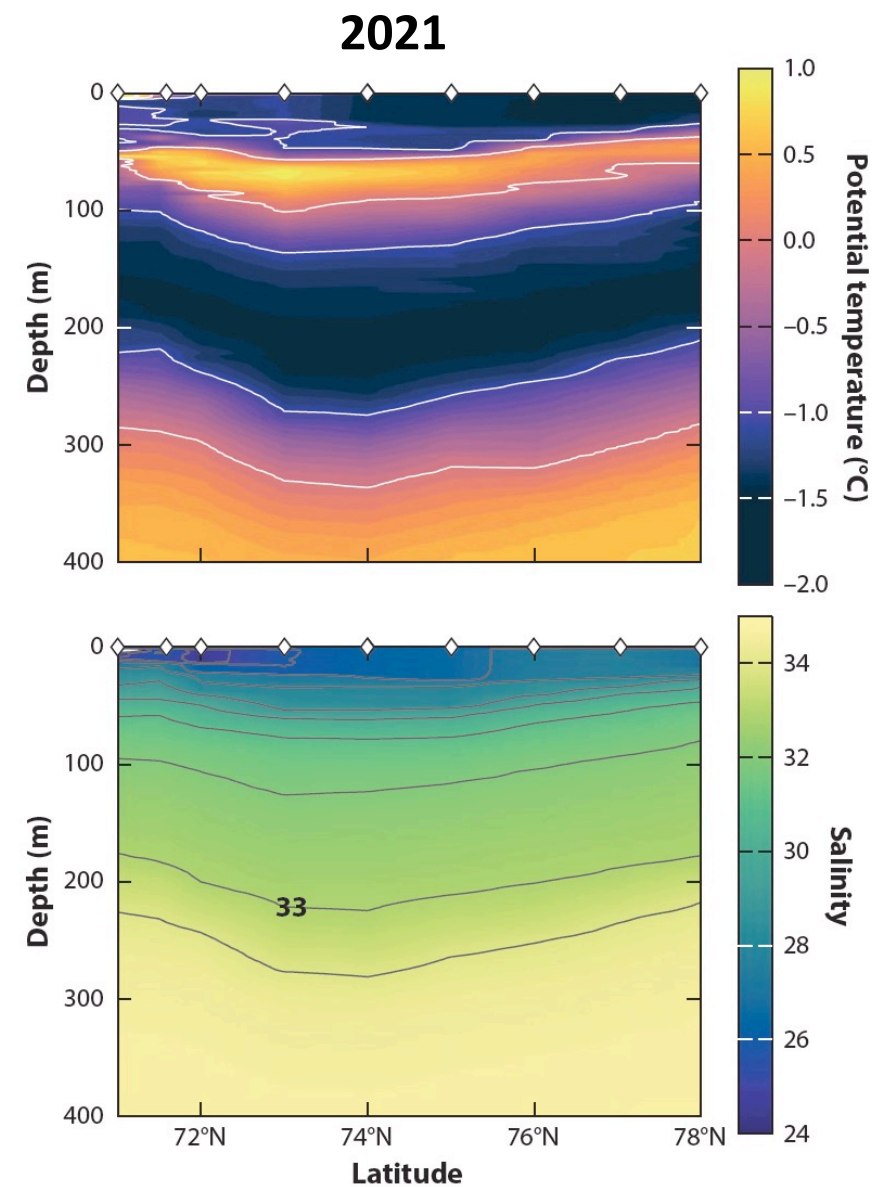 2021
0
100
200
300
400
Depth (m)
1.0
0.5
0.0
–0.5
–1.0
–1.5
–2.0
Potential temperature (°C)
0
100
200
300
400
Depth (m)
33
72°N
74°N
76°N
78°N
Latitude
34
32
30
28
26
24
Salinity